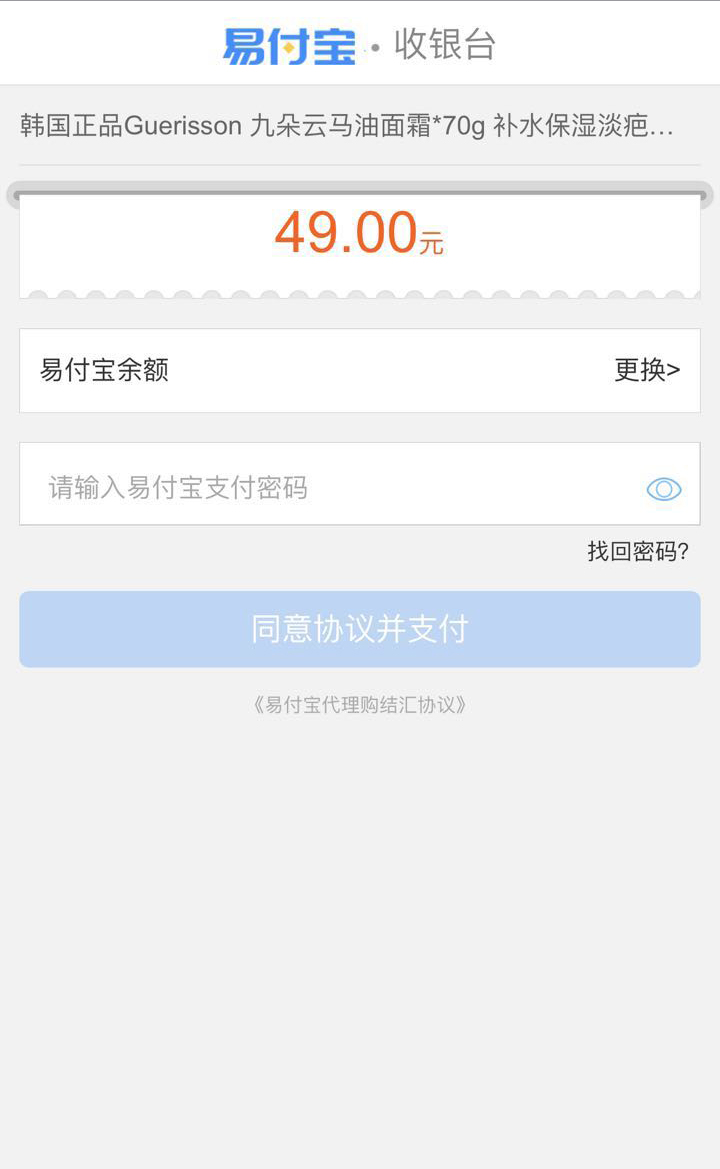 易付宝·收银台
韩国正品Guerisson 九朵云马油面霜*70g 补水保湿淡疤...
49.00元
易付宝余额 更换>
请输入易付宝支付密码
找回密码?
同意协议并支付
《易付宝代理购结汇协议》